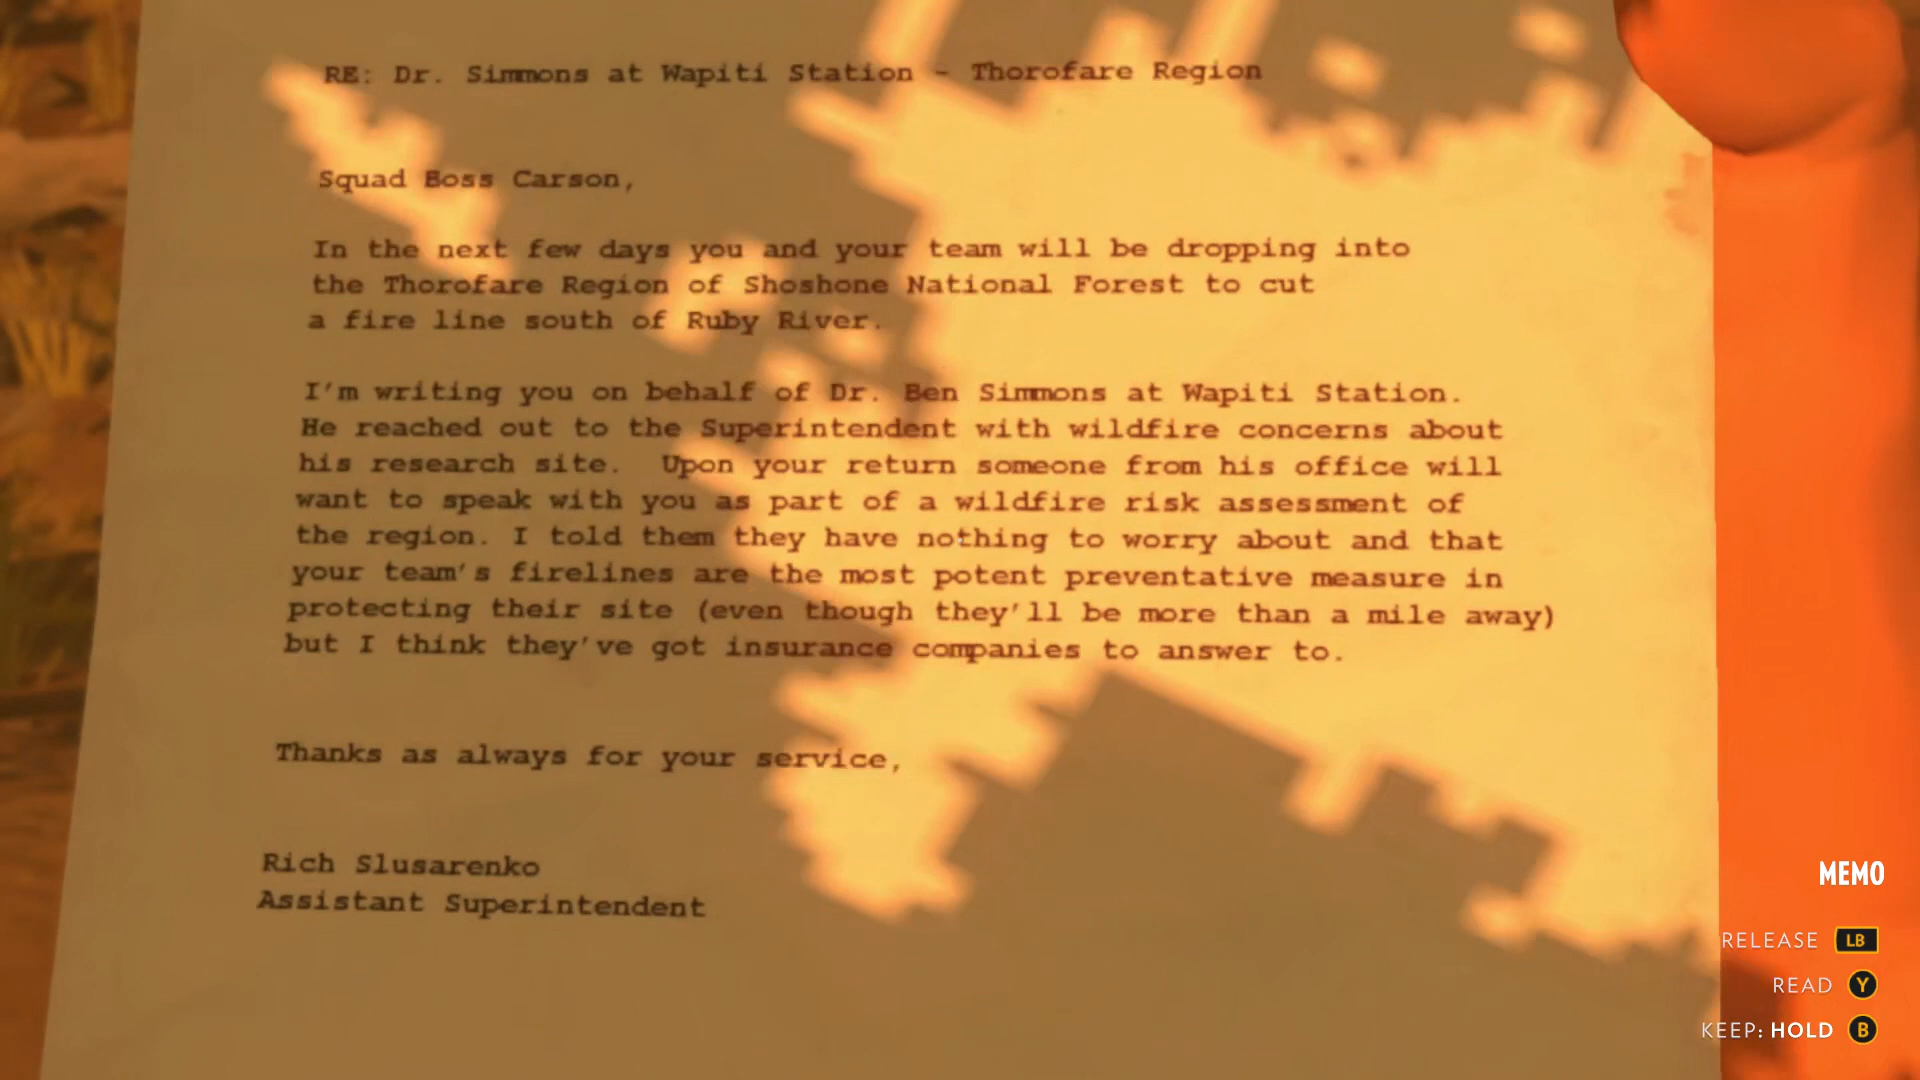 RE: Dr. Simmons at Wapiti Station - Thorofare Region
Squad Boss Carson,
In the next few days you and your team will be dropping into
the Thorofare Region of Shoshone National Forest to cut
a fire line south of Ruby River.
I'm writing you on behalf of Dr. Ben Simmons at Wapiti Station.
He reached out to the Superintendent with wildfire concerns about
his research site.  Upon your return someone from his office will
want to speak with you as part of a wildfire risk assessment of
the region. I told them they have nothing to worry about and that
your team's firelines are the most potent preventative measure in
protecting their site (even though they'll be more than a mile away)
but I think they've got insurance companies to answer to.
Thanks as always for your service,
Rich Slusarenko
Assistant Superintendent
MEMO
RELEASE LB
READ Y
KEEP: HOLD B